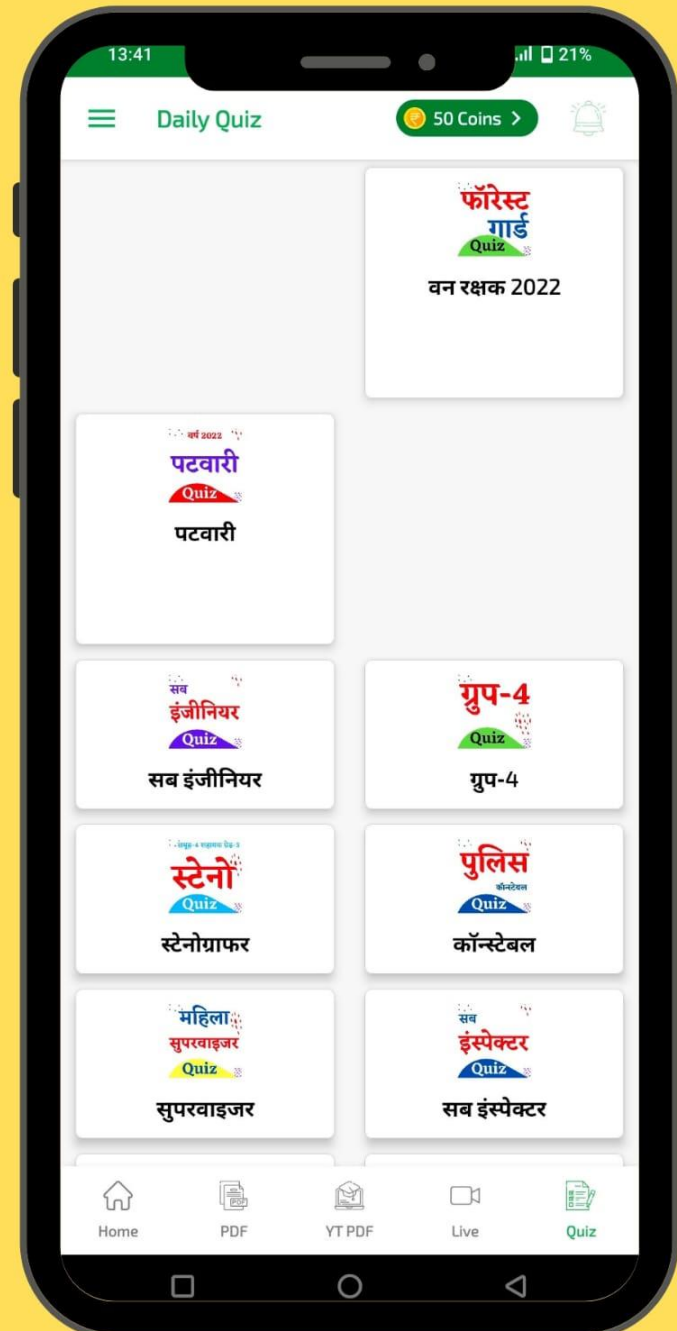 13:41
21%
Daily Quiz
50 Coins >
फॉरेस्ट
गार्ड
Quiz
वन रक्षक 2022
वर्ष 2022
पटवारी
Quiz
पटवारी
सब
इंजीनियर
Quiz
सब इंजीनियर
ग्रुप-4
Quiz
ग्रुप-4
स्टेनो
Quiz
स्टेनोग्राफर
पुलिस
कॉन्स्टेबल
Quiz
कॉन्स्टेबल
महिला
सुपरवाइजर
Quiz
सुपरवाइजर
सब
इंस्पेक्टर
Quiz
सब इंस्पेक्टर
Home
PDF
YT PDF
Live
Quiz